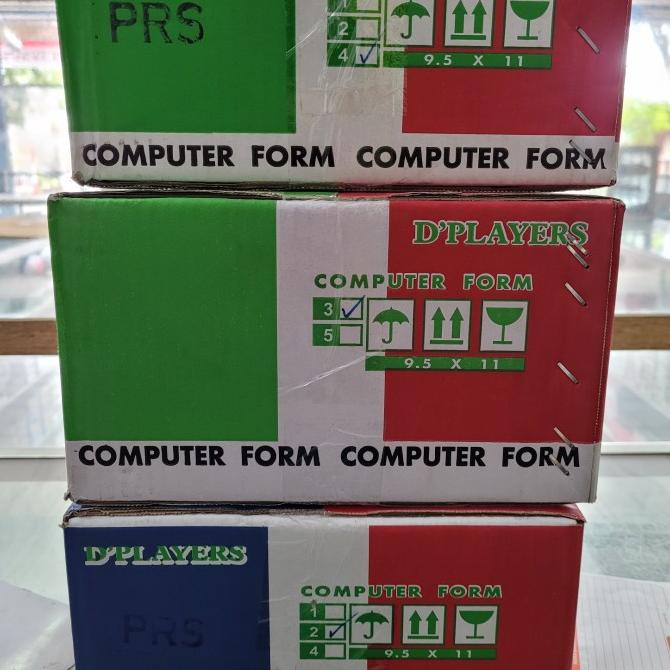 PRS
1
2
4
9.5 X 11
COMPUTER FORM COMPUTER FORM
D'PLAYERS
COMPUTER FORM
3
5
9.5 X 11
COMPUTER FORM COMPUTER FORM
D'PLAYERS
COMPUTER FORM
1
PRS
2
4
9.5 X 11